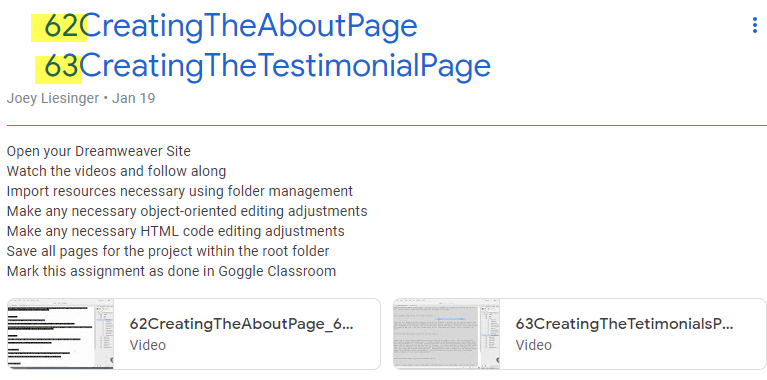 62CreatingTheAboutPage
63CreatingTheTestimonialPage
Joey Liesinger • Jan 19
Open your Dreamweaver Site
Watch the videos and follow along
Import resources necessary using folder management
Make any necessary object-oriented editing adjustments
Make any necessary HTML code editing adjustments
Save all pages for the project within the root folder
Mark this assignment as done in Goggle Classroom
62CreatingTheAboutPage_6...
Video
63CreatingTheTetimonialsP...
Video